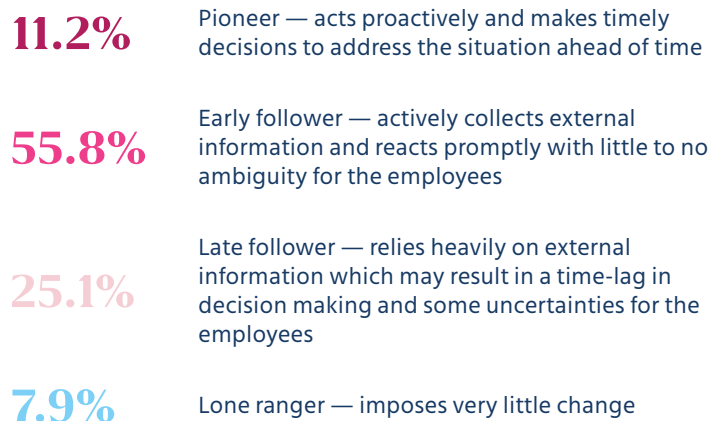 11.2%
Pioneer — acts proactively and makes timely
decisions to address the situation ahead of time
55.8%
Early follower — actively collects external
information and reacts promptly with little to no
ambiguity for the employees
25.1%
Late follower — relies heavily on external
information which may result in a time-lag in
decision making and some uncertainties for the
employees
7.9%
Lone ranger — imposes very little change